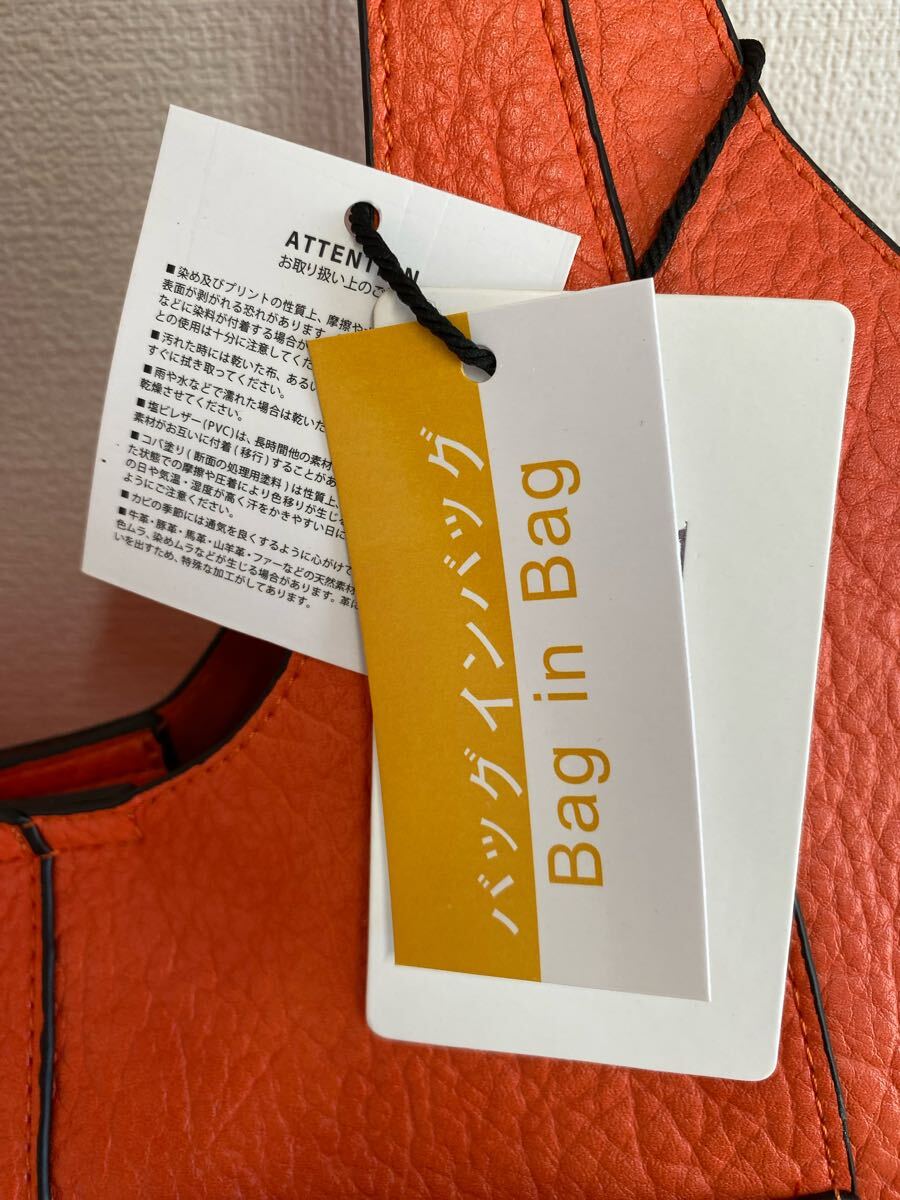 ATTENTION
お取り扱い上のご
■染め及びプリントの性質上、摩擦や
表面が剥がれる恐れがあります
などに染料が付着する場合が
との使用は十分に注意してくだ
■汚れた時には乾いた布、あるい
すぐに拭き取ってください。
■雨や水などで濡れた場合は乾いた
乾燥させてください。
■塩ビレザー(PVC)は、長時間他の素材
素材がお互いに付着(移行)することがあ
■コバ塗り(断面の処理用塗料)は性質上
た状態での摩擦や圧着により色移りが生じ
の日や気温・湿度が高く汗をかきやすい日に
ようにご注意ください。
■カビの季節には通気を良くするように心がけて
■牛革・豚革・馬革・山羊革・ファーなどの天然素材
色ムラ、染めムラなどが生じる場合があります。革に
いを出すため、特殊な加工がしてあります。
バッグインバッグ
Bag in Bag